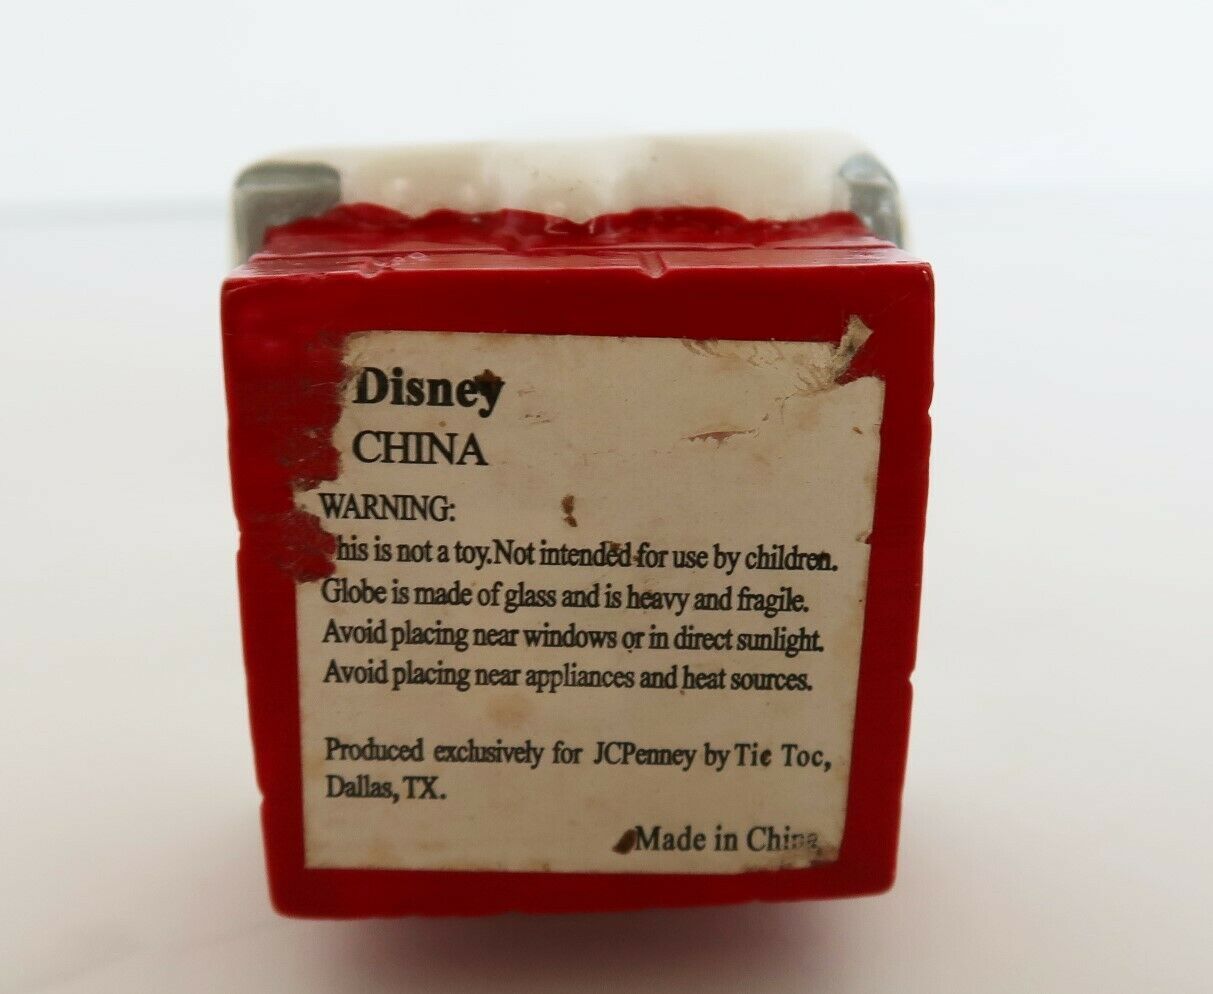 Disney
CHINA
WARNING:
his is not a toy.Not intended for use by children.
Globe is made of glass and is heavy and fragile.
Avoid placing near windows or in direct sunlight.
Avoid placing near appliances and heat sources.
Produced exclusively for JCPenney by Tic Toc,
Dallas, TX.
Made in China